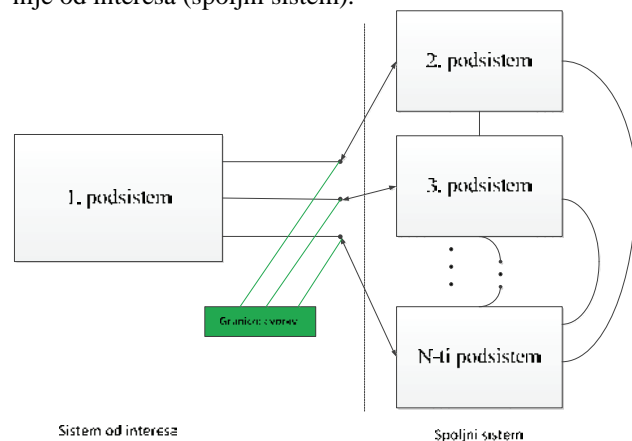 nije od interesa (spoljni sistem).
2. podsistem
1. podsistem
3. podsistem
N-ti podsistem
Sistem od interesa
Spoljni sistem